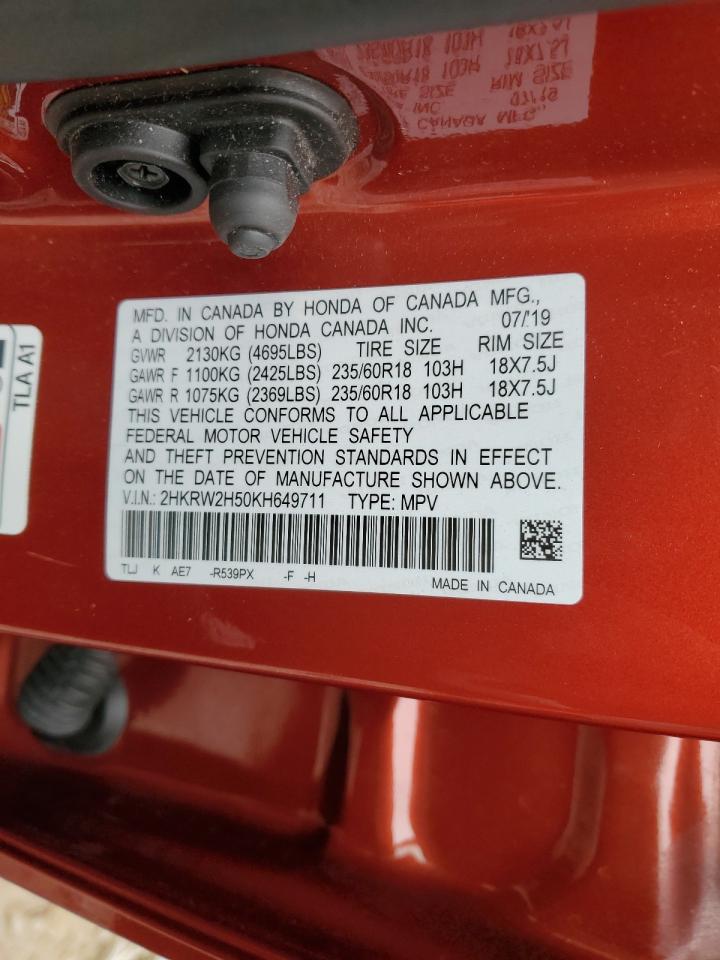 MFD. IN CANADA BY HONDA OF CANADA MFG.,
A DIVISION OF HONDA CANADA INC. 07/19
GVWR 2130KG (4695LBS) TIRE SIZE RIM SIZE
GAWR F 1100KG (2425LBS) 235/60R18 103H 18X7.5J
GAWR R 1075KG (2369LBS) 235/60R18 103H 18X7.5J
THIS VEHICLE CONFORMS TO ALL APPLICABLE
FEDERAL MOTOR VEHICLE SAFETY
AND THEFT PREVENTION STANDARDS IN EFFECT
ON THE DATE OF MANUFACTURE SHOWN ABOVE.
V.I.N.: 2HKRW2H50KH649711 TYPE: MPV
TLJ K AE7 -R539PX -F -H
MADE IN CANADA
TLA A1